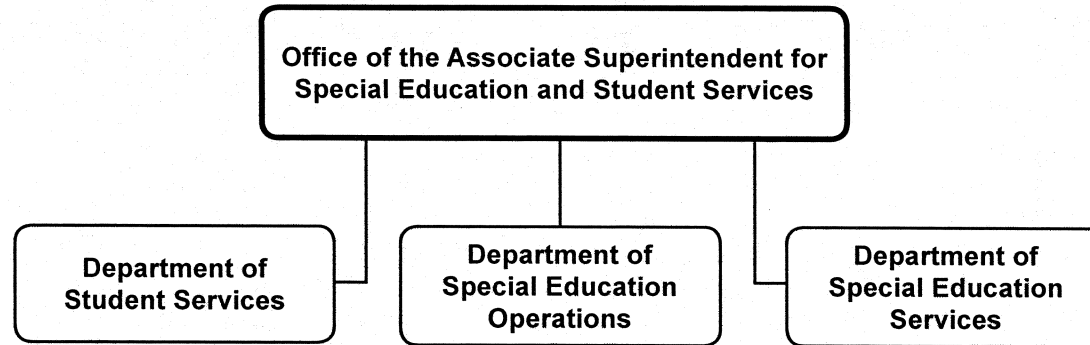 Office of the Associate Superintendent for
Special Education and Student Services
Department of
Student Services
Department of
Special Education
Operations
Department of
Special Education
Services